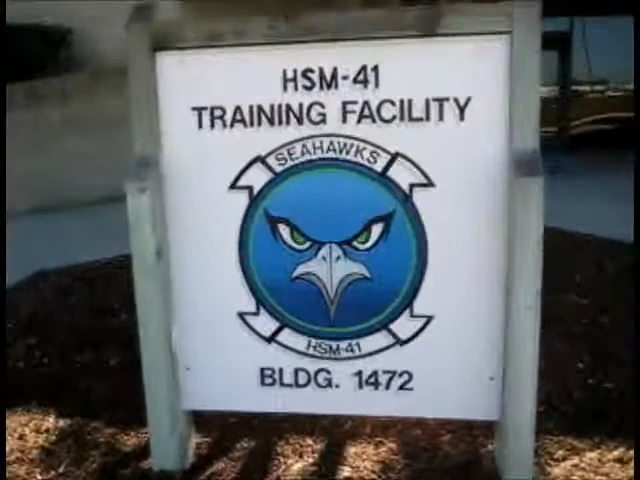 HSM-41
TRAINING FACILITY
SEAHAWKS
HSM-41
BLDG. 1472